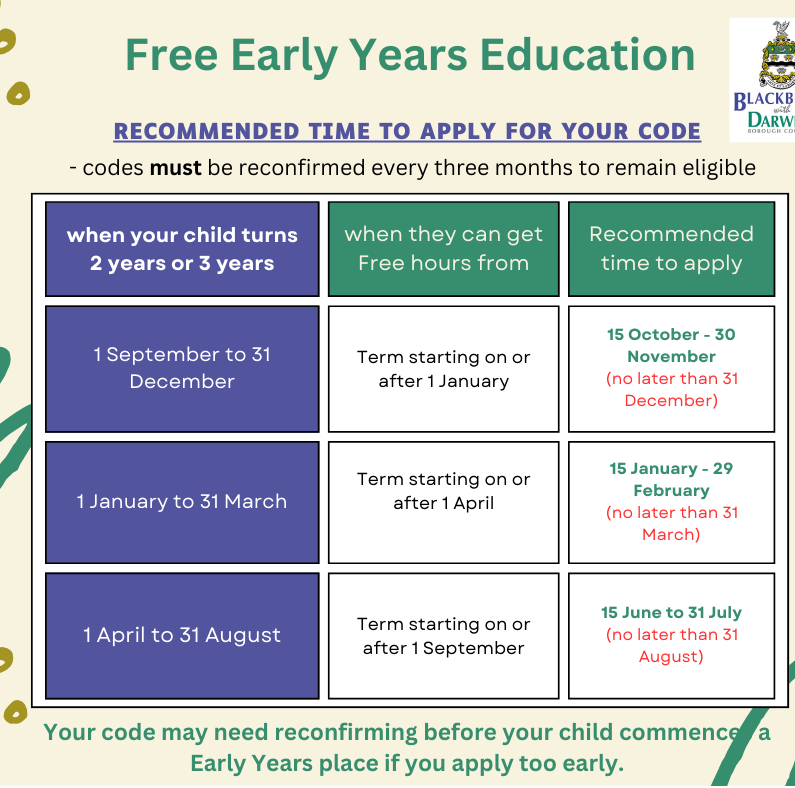 Free Early Years Education
with
BOROUGH
RECOMMENDED TIME TO APPLY FOR YOUR CODE
- codes must be reconfirmed every three months to remain eligible
when your child turns
2 years or 3 years
when they can get
Free hours from
Recommended
time to apply
1 September to 31
December
Term starting on or
after 1 January
15 October - 30
November
(no later than 31
December)
1 January to 31 March
Term starting on or
after 1 April
15 January - 29
February
(no later than 31
March)
1 April to 31 August
Term starting on or
after 1 September
15 June to 31 July
(no later than 31
August)
Your code may need reconfirming before your child commences a
Early Years place if you apply too early.